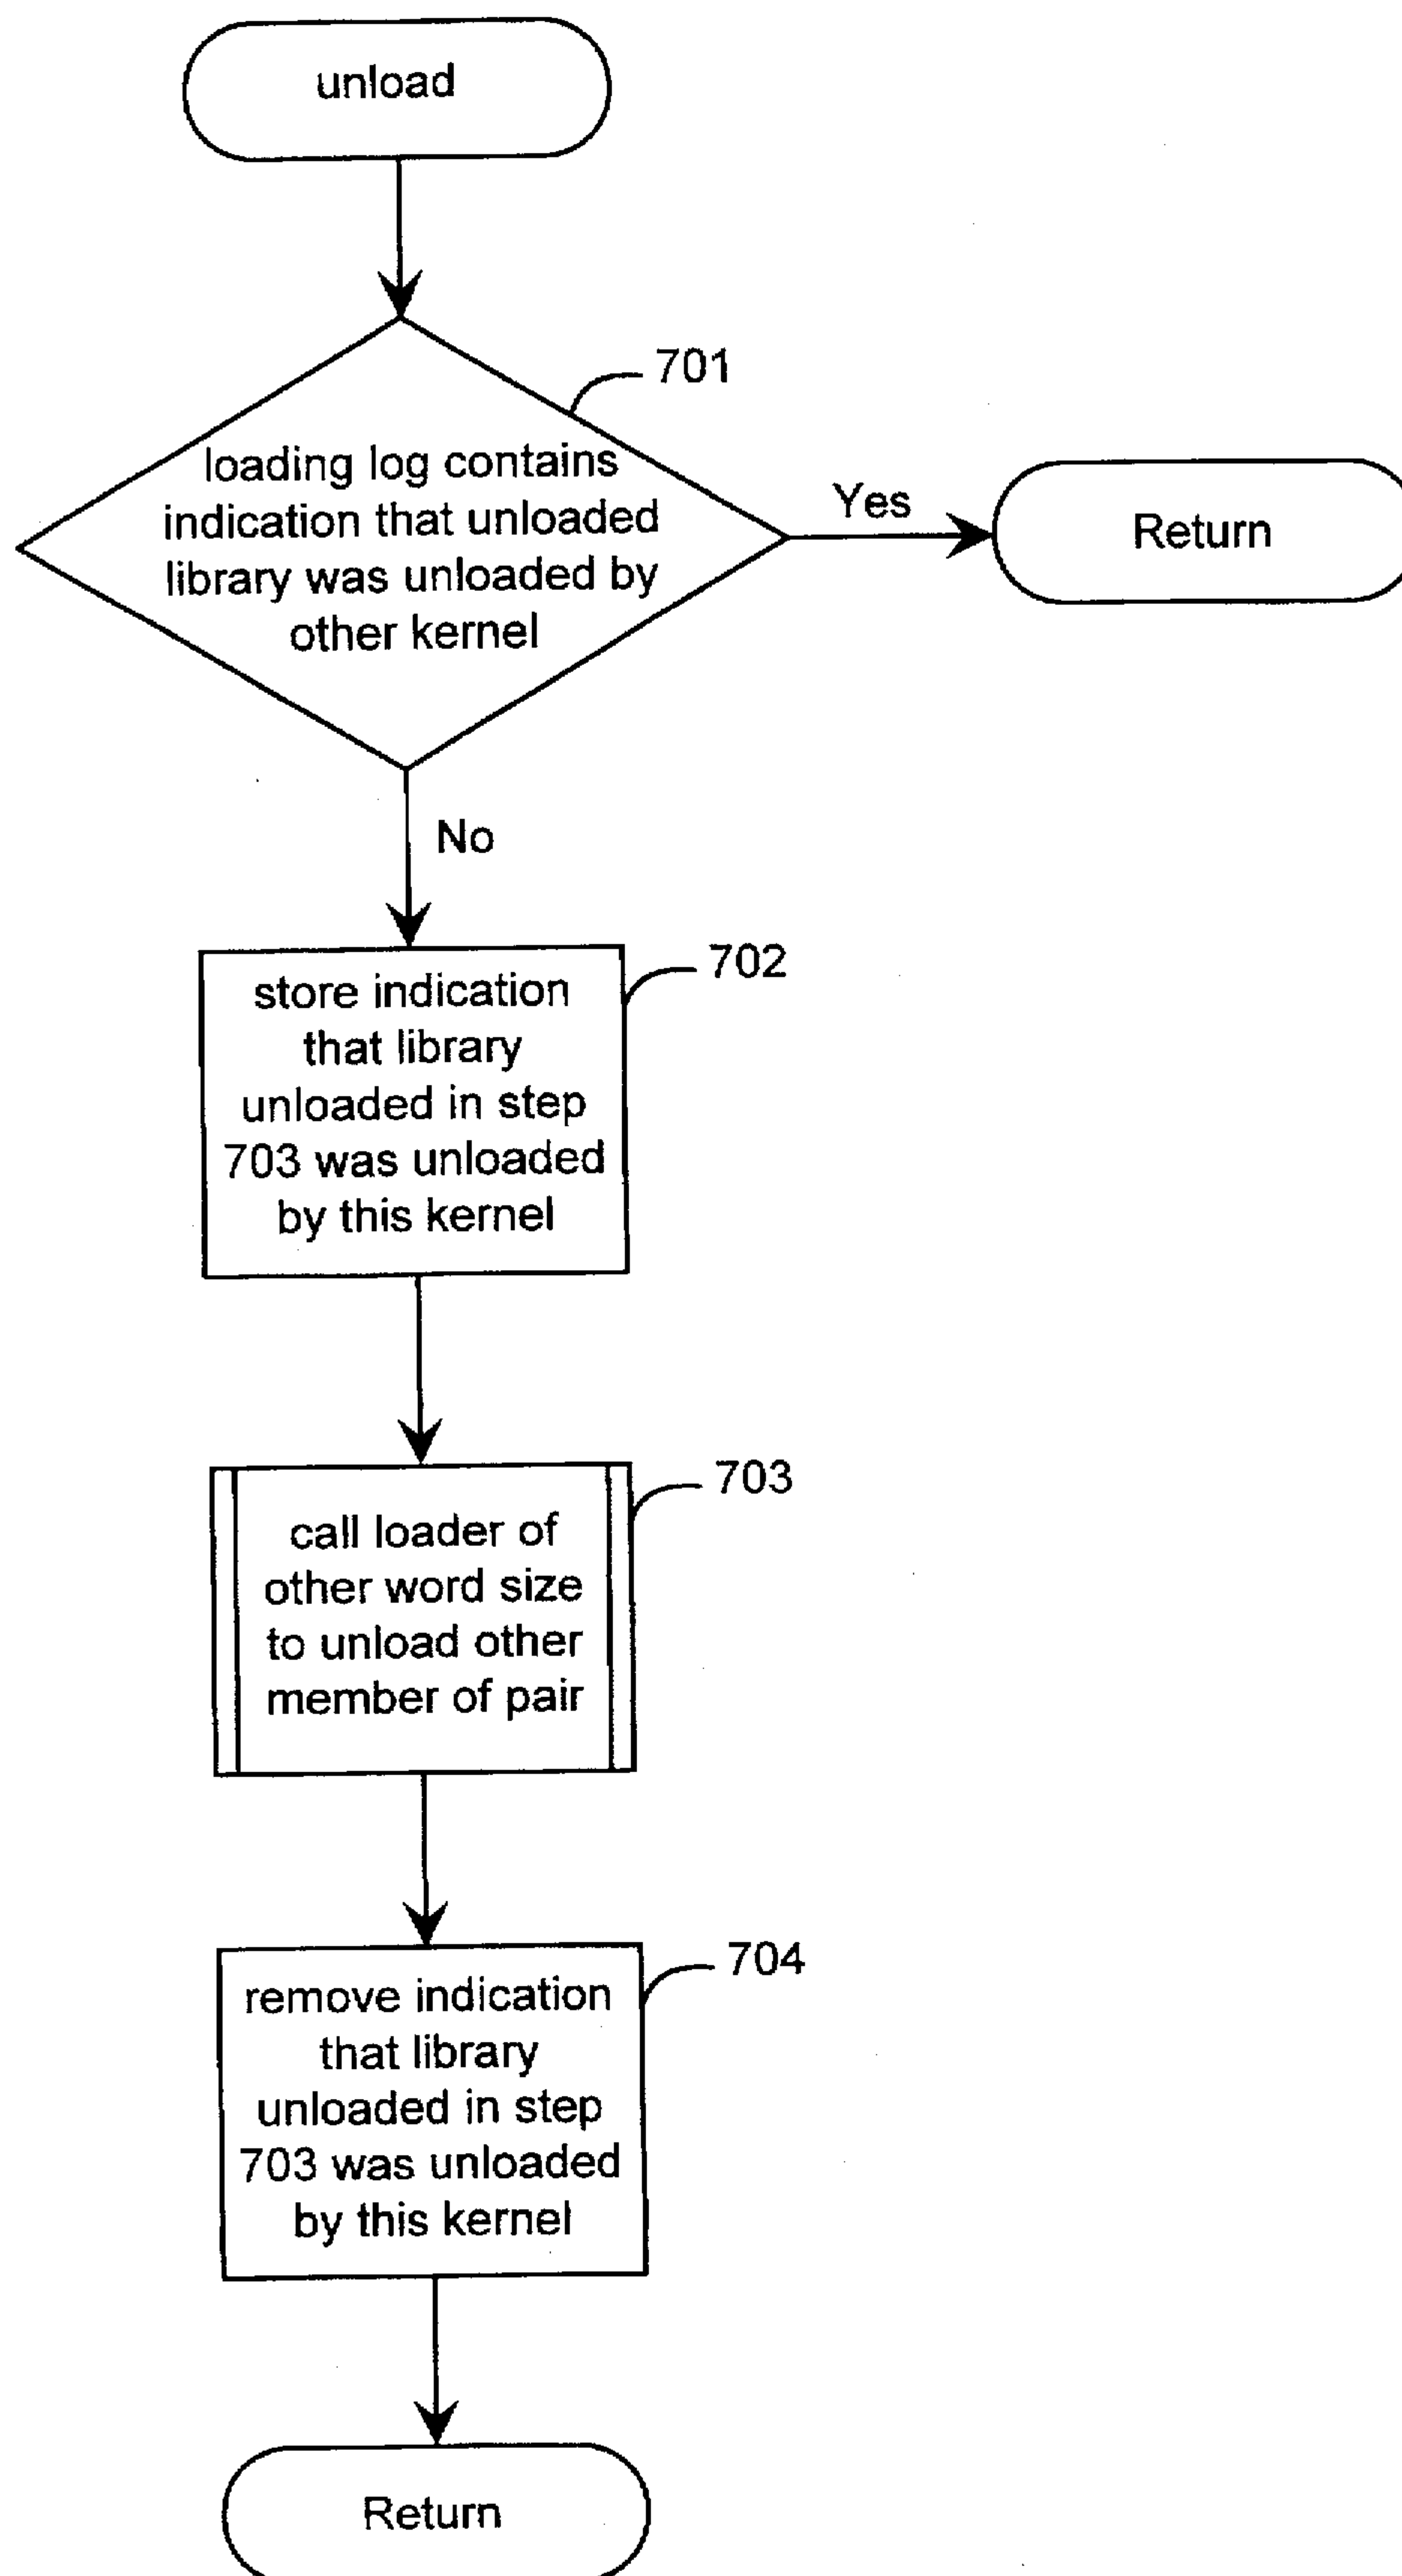 unload
701
loading log contains
indication that unloaded
library was unloaded by
other kernel
Yes
Return
No
702
store indication
that library
unloaded in step
703 was unloaded
by this kernel
703
call loader of
other word size
to unload other
member of pair
704
remove indication
that library
unloaded in step
703 was unloaded
by this kernel
Return